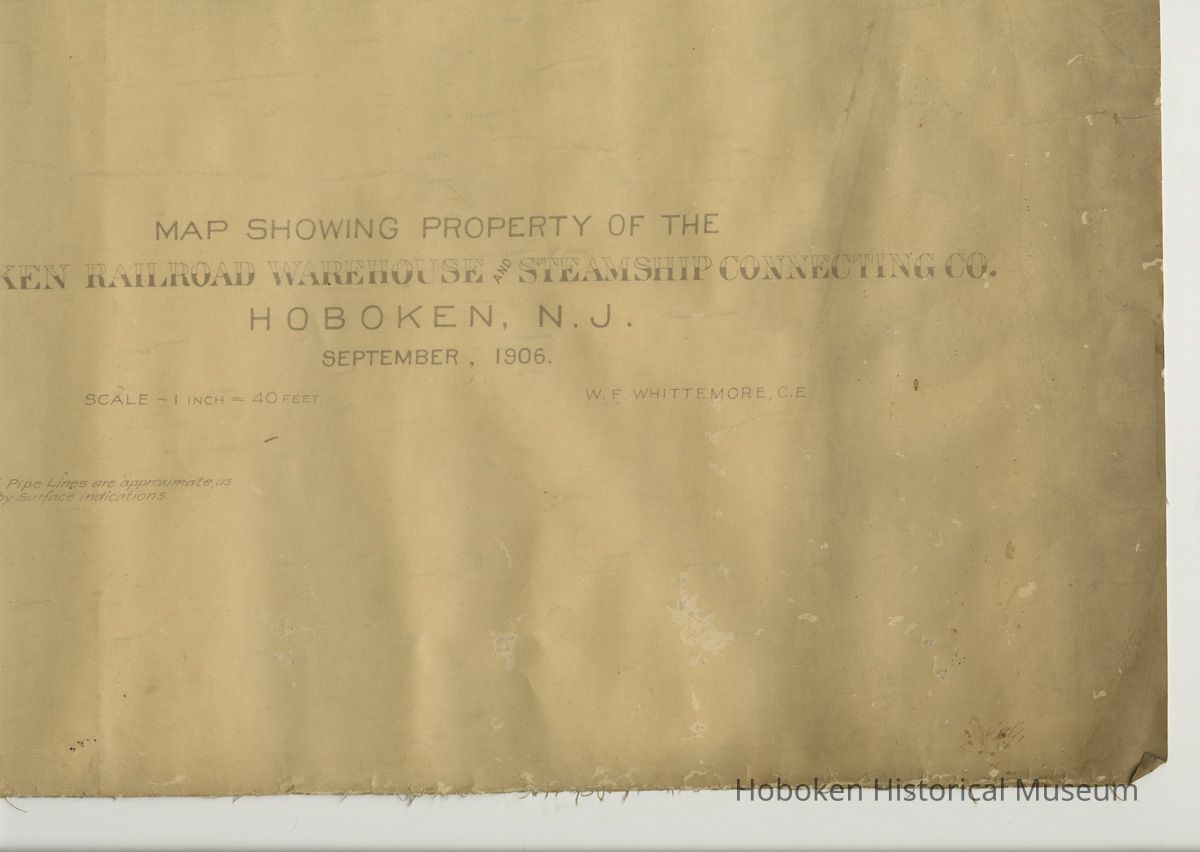 MAP SHOWING PROPERTY OF THE
KEN RAILROAD WAREHOUSE AND STEAMSHIP CONNECTING CO.
HOBOKEN, N.J.
SEPTEMBER, 1906.
SCALE ~ 1 INCH = 40 FEET.
W. F. WHITTEMORE, C.E.
Pipe Lines are approximate, as
by Surface indications.
Hoboken Historical Museum